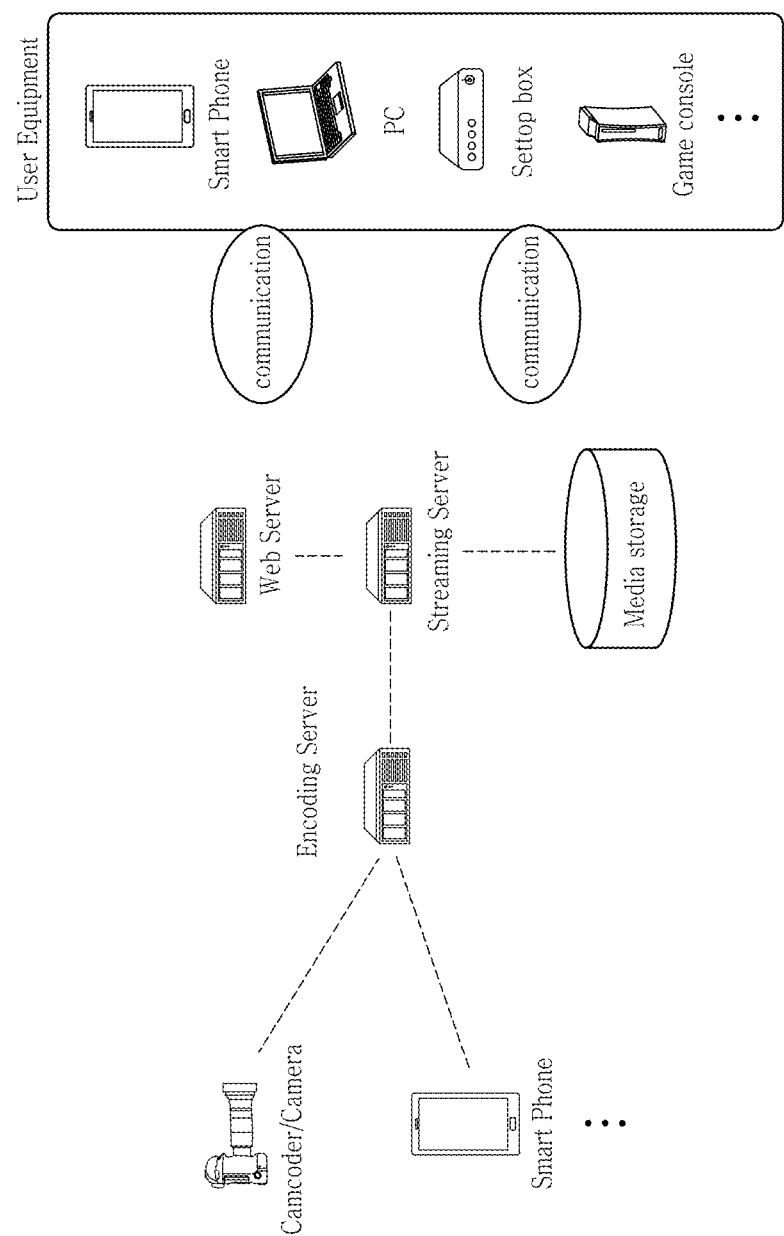 User Equipment
Smart Phone
PC
Settop box
Game console
communication
communication
Web Server
Streaming Server
Media storage
Encoding Server
Camcoder/Camera
Smart Phone